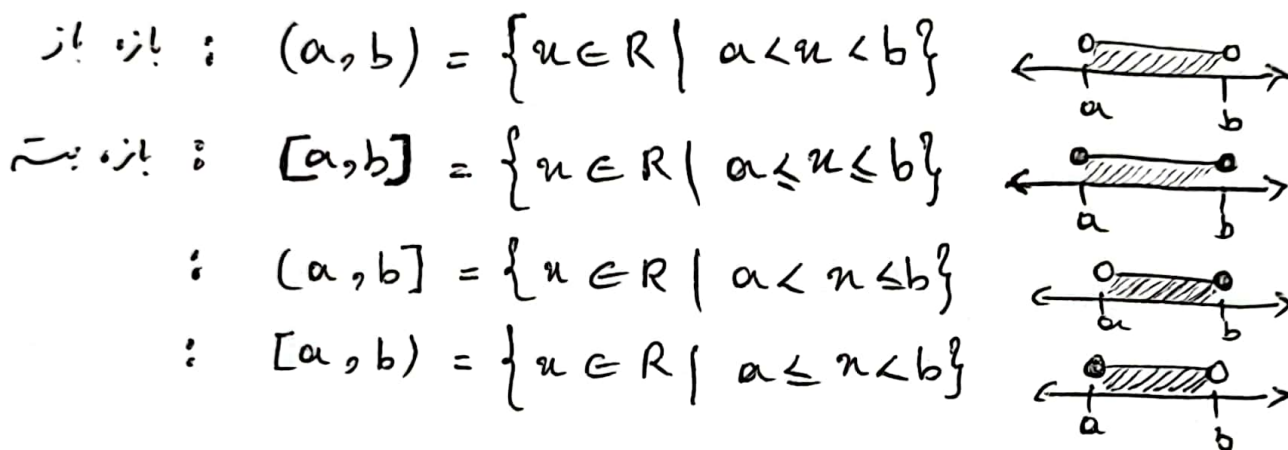 بازه باز : (a, b) = {x ∈ R | a < x < b}
a b
بازه بسته : [a, b] = {x ∈ R | a ≤ x ≤ b}
a b
: (a, b] = {x ∈ R | a < x ≤ b}
a b
: [a, b) = {x ∈ R | a ≤ x < b}
a b